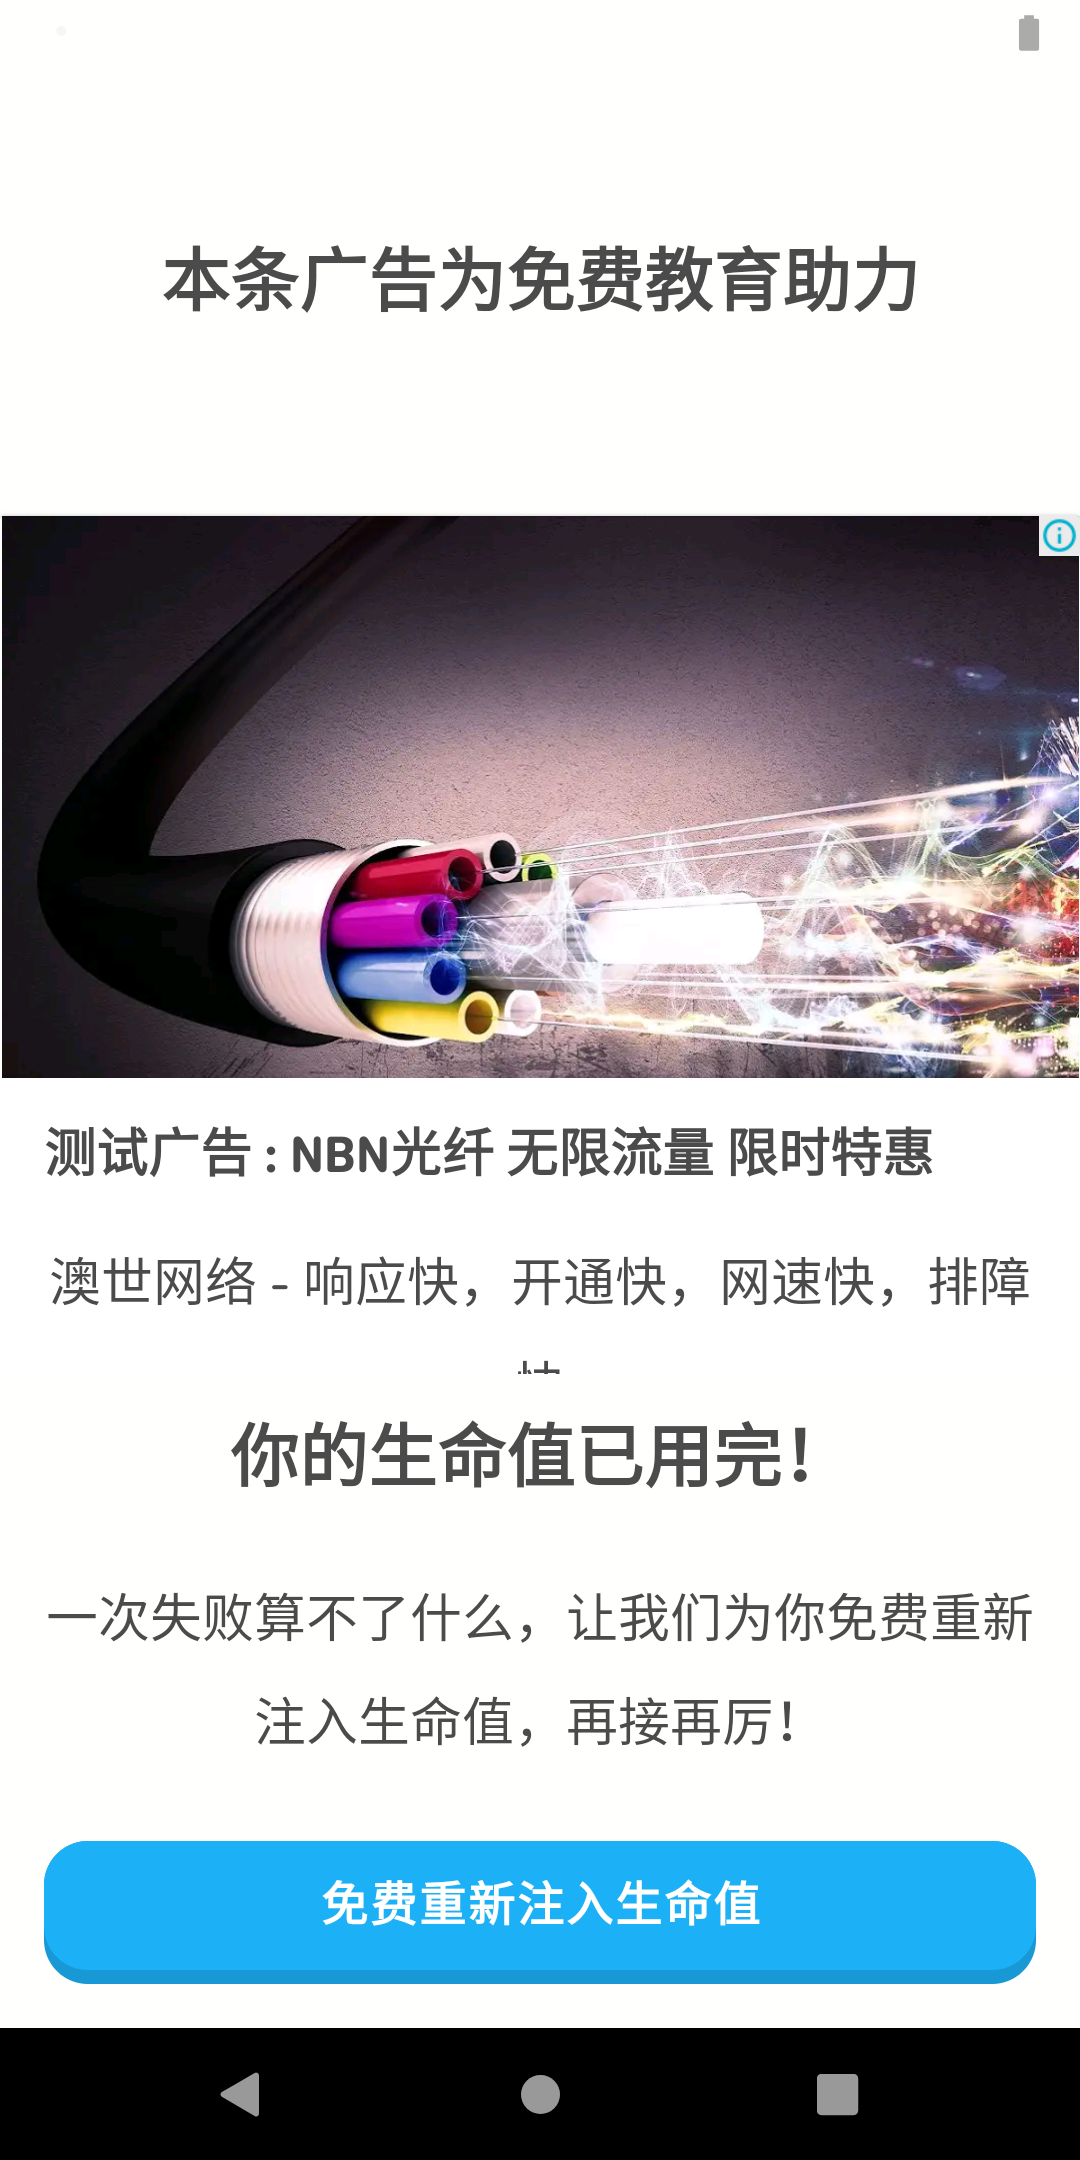 本条广告为免费教育助力
测试广告 : NBN光纤 无限流量 限时特惠
澳世网络 - 响应快，开通快，网速快，排障
你的生命值已用完！
一次失败算不了什么，让我们为你免费重新
注入生命值，再接再厉！
免费重新注入生命值